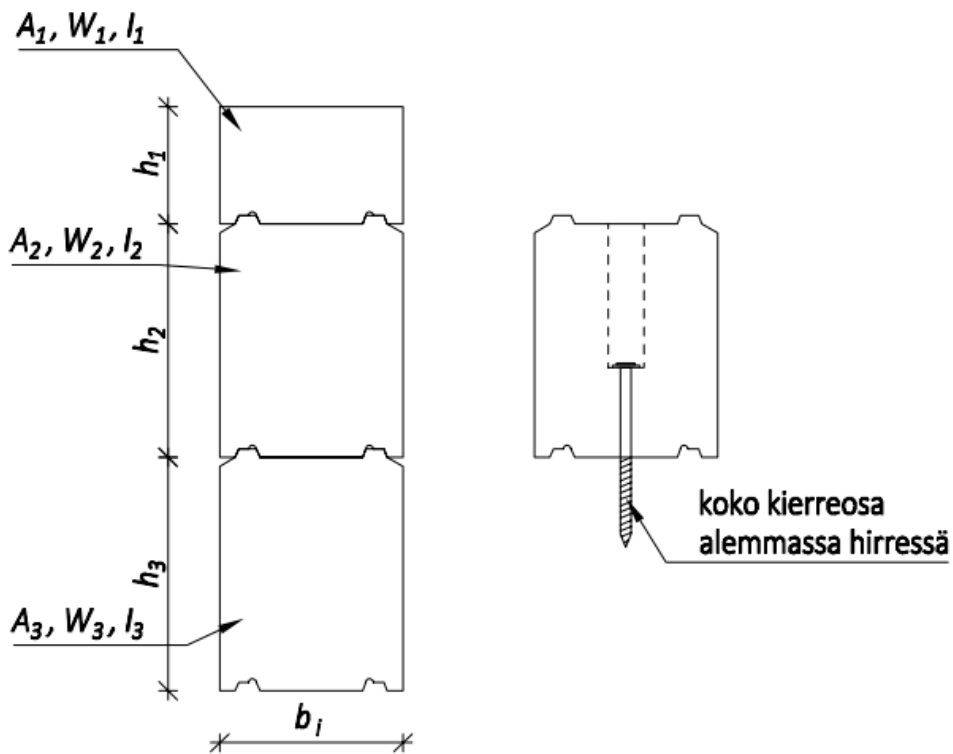 A₁, W₁, I₁
h₁
A₂, W₂, I₂
h₂
koko kierreosa
alemmassa hirressä
h₃
A₃, W₃, I₃
bᵢ